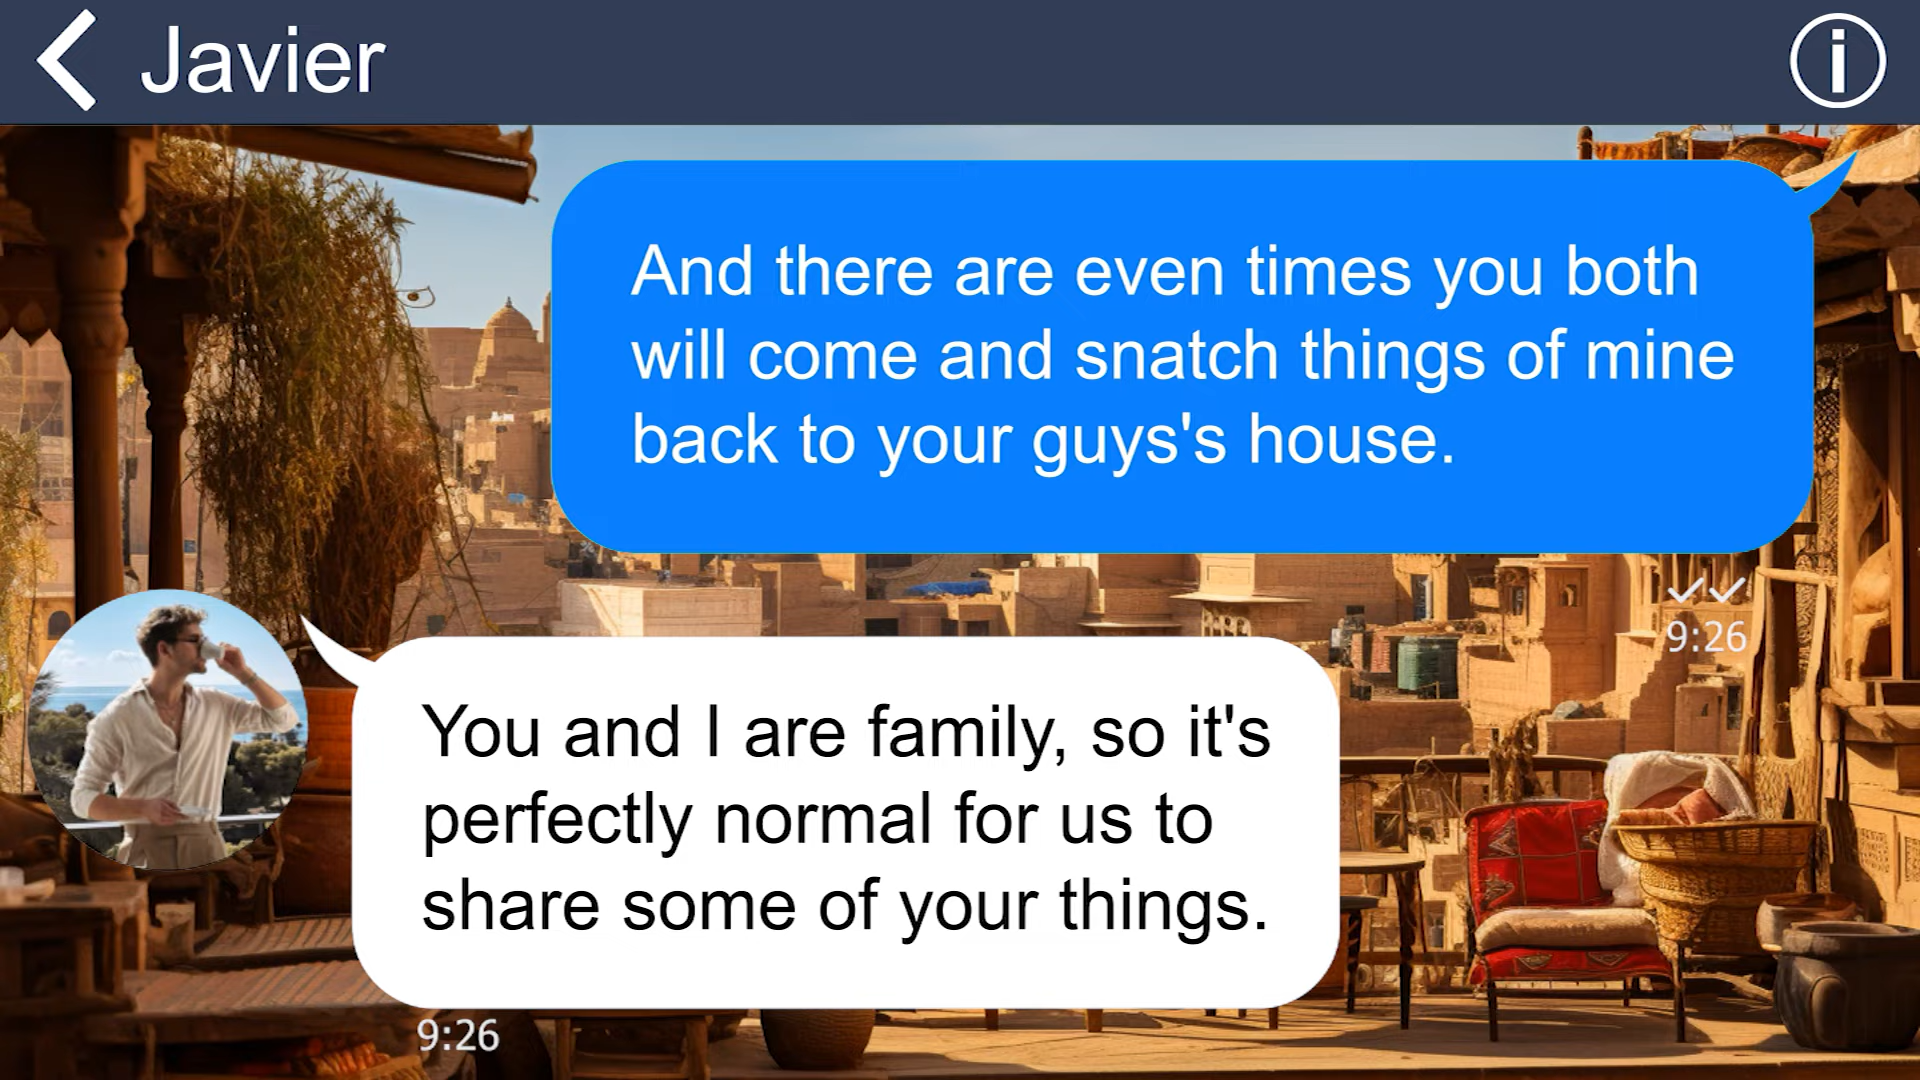 Javier
And there are even times you both
will come and snatch things of mine
back to your guys's house.
9:26
You and I are family, so it's
perfectly normal for us to
share some of your things.
9:26